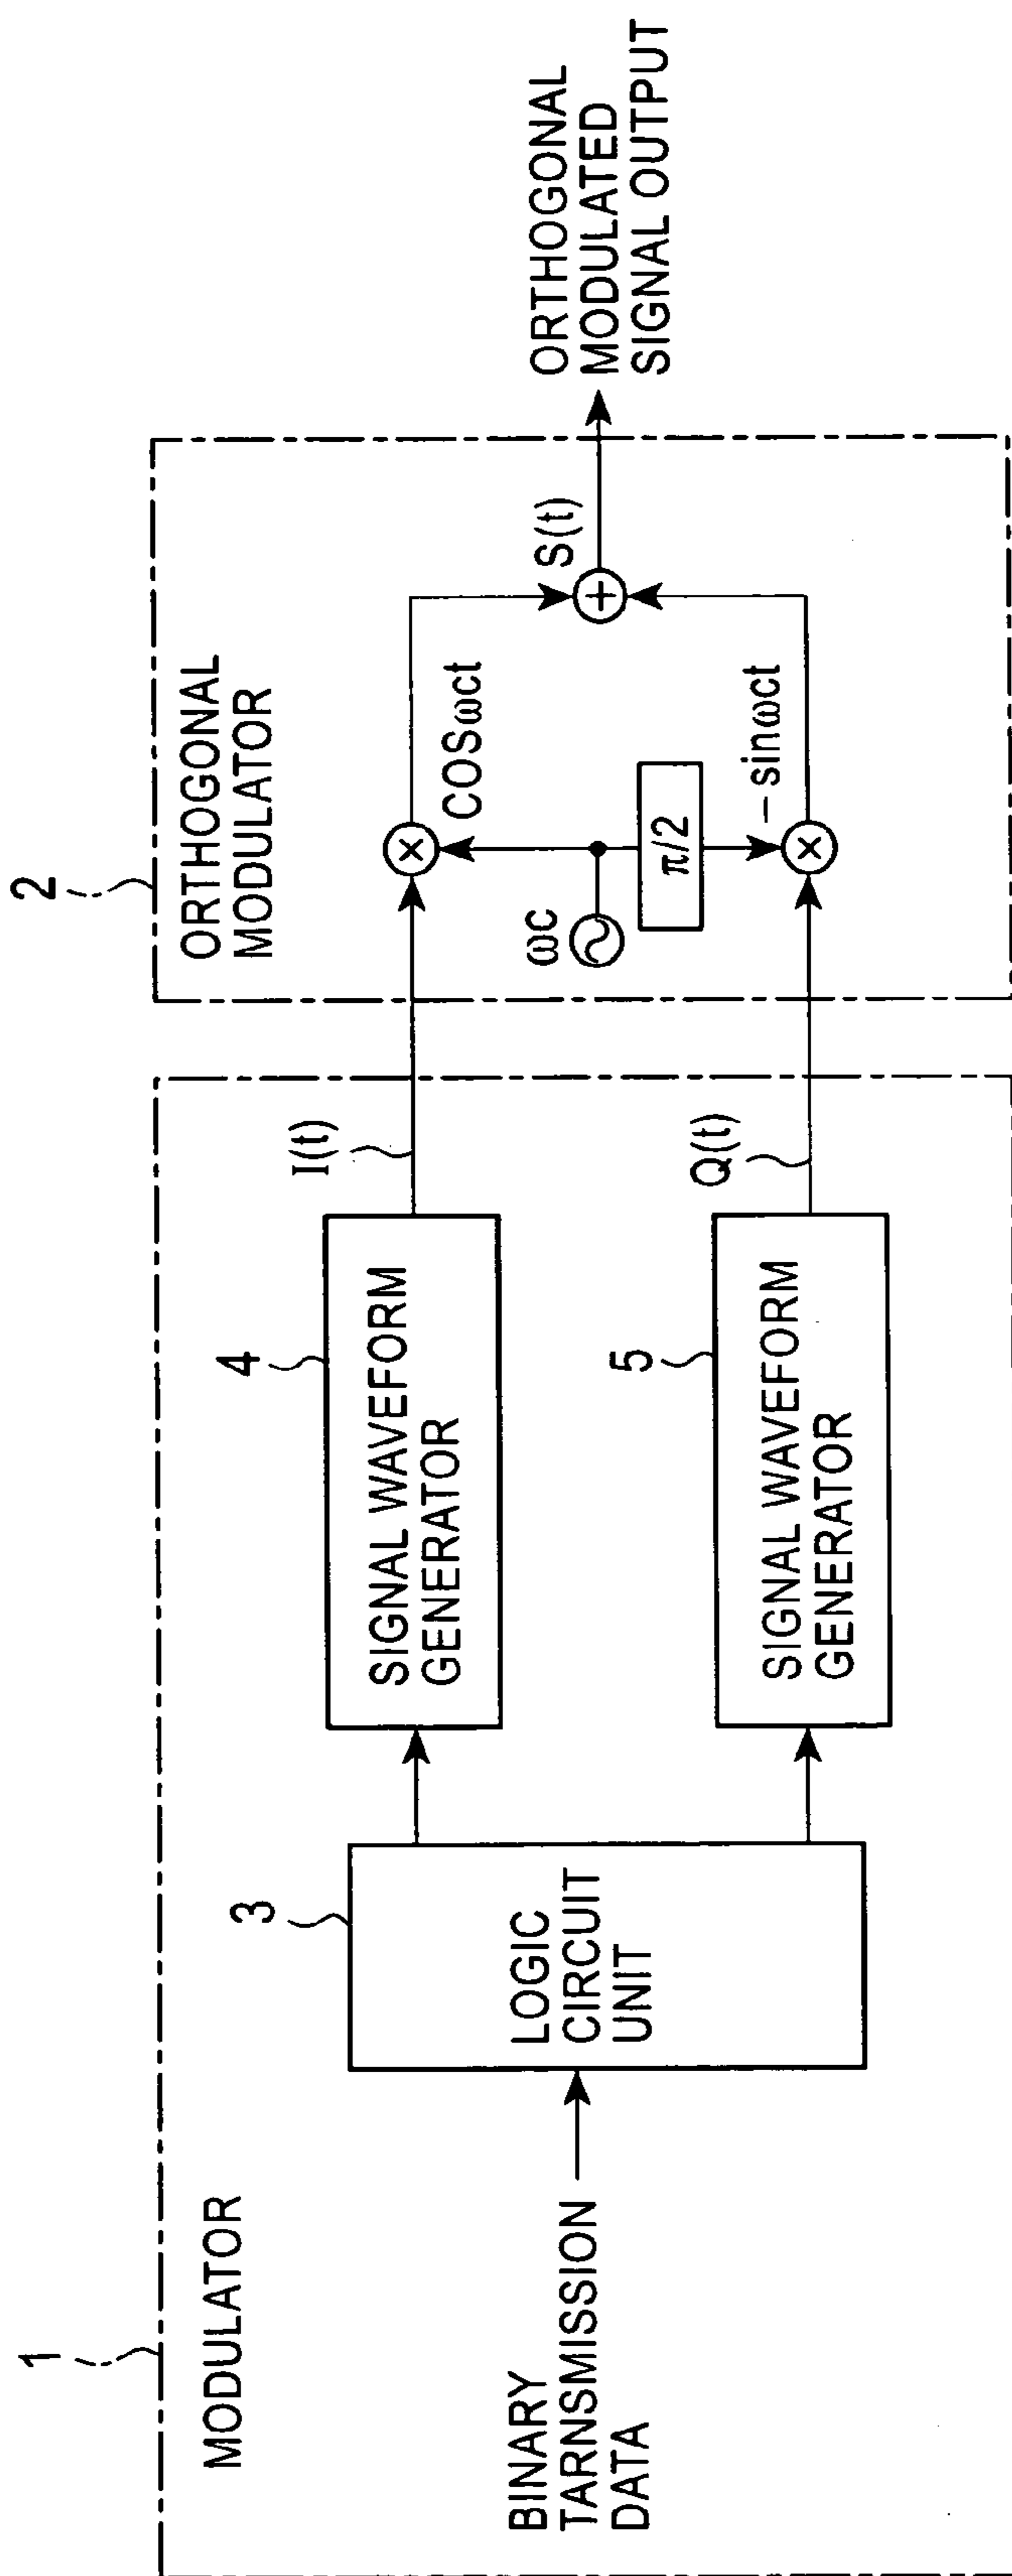 1
MODULATOR
BINARY
TARNSMISSION
DATA
3
LOGIC
CIRCUIT
UNIT
4
SIGNAL WAVEFORM
GENERATOR
I(t)
5
SIGNAL WAVEFORM
GENERATOR
Q(t)
2
ORTHOGONAL
MODULATOR
ωc
π/2
COSωct
−sinωct
S(t)
ORTHOGONAL
MODULATED
SIGNAL OUTPUT